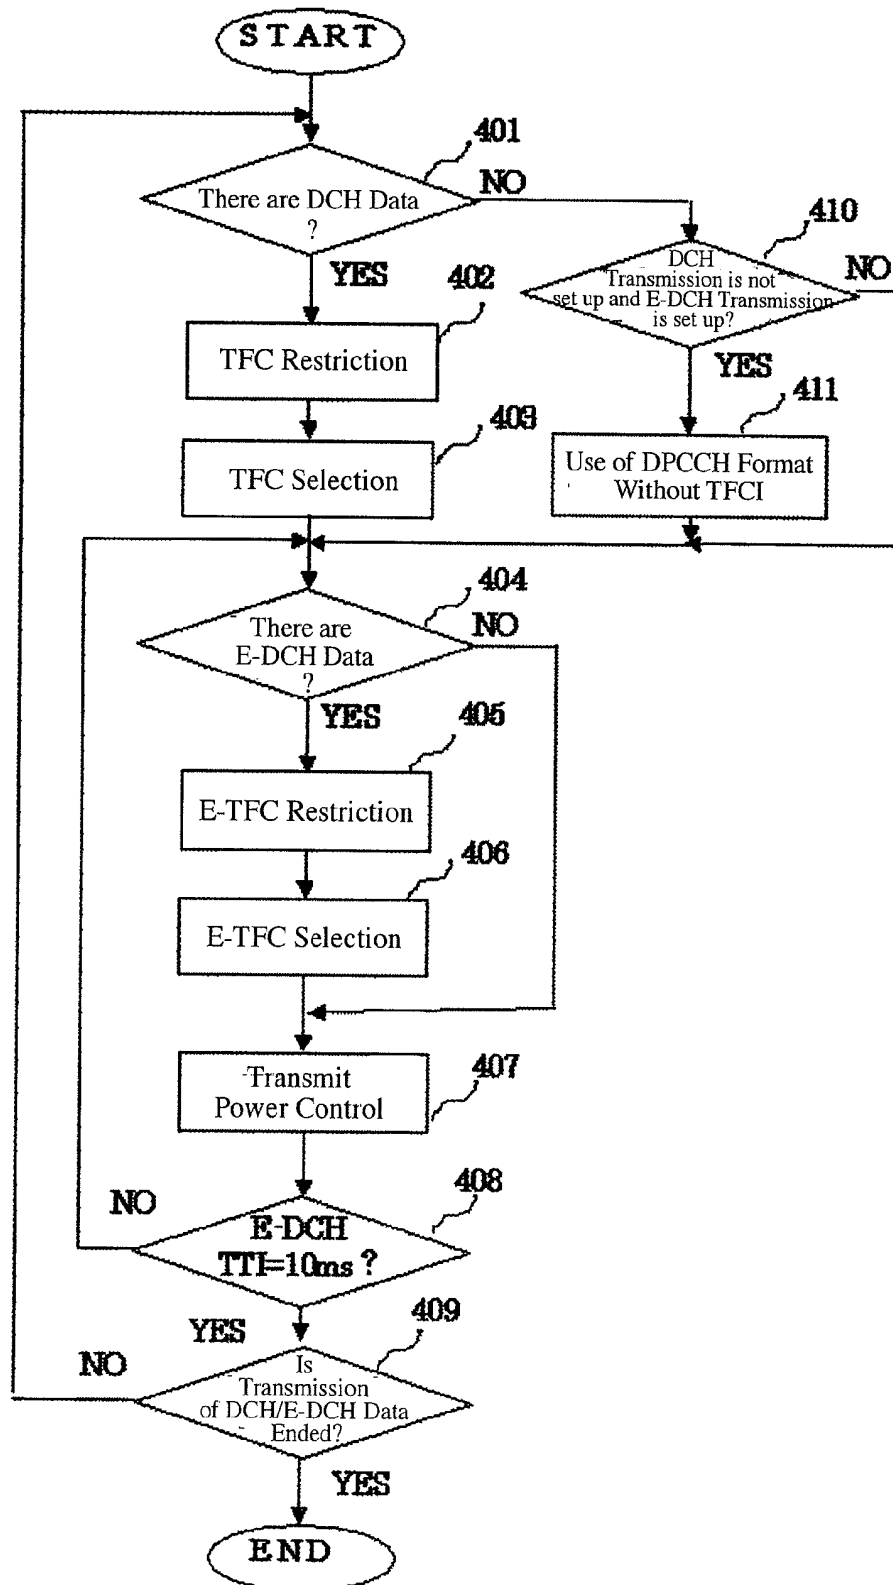 START
401
There are DCH Data
?
NO
YES
410
DCH
Transmission is not
set up and E-DCH Transmission
is set up?
NO
YES
402
TFC Restriction
411
Use of DPCCH Format
Without TFCI
403
TFC Selection
404
There are
E-DCH Data
?
NO
YES
405
E-TFC Restriction
406
E-TFC Selection
407
Transmit
Power Control
408
E-DCH
TTI=10ms ?
NO
YES
409
Is
Transmission
of DCH/E-DCH Data
Ended?
NO
YES
END